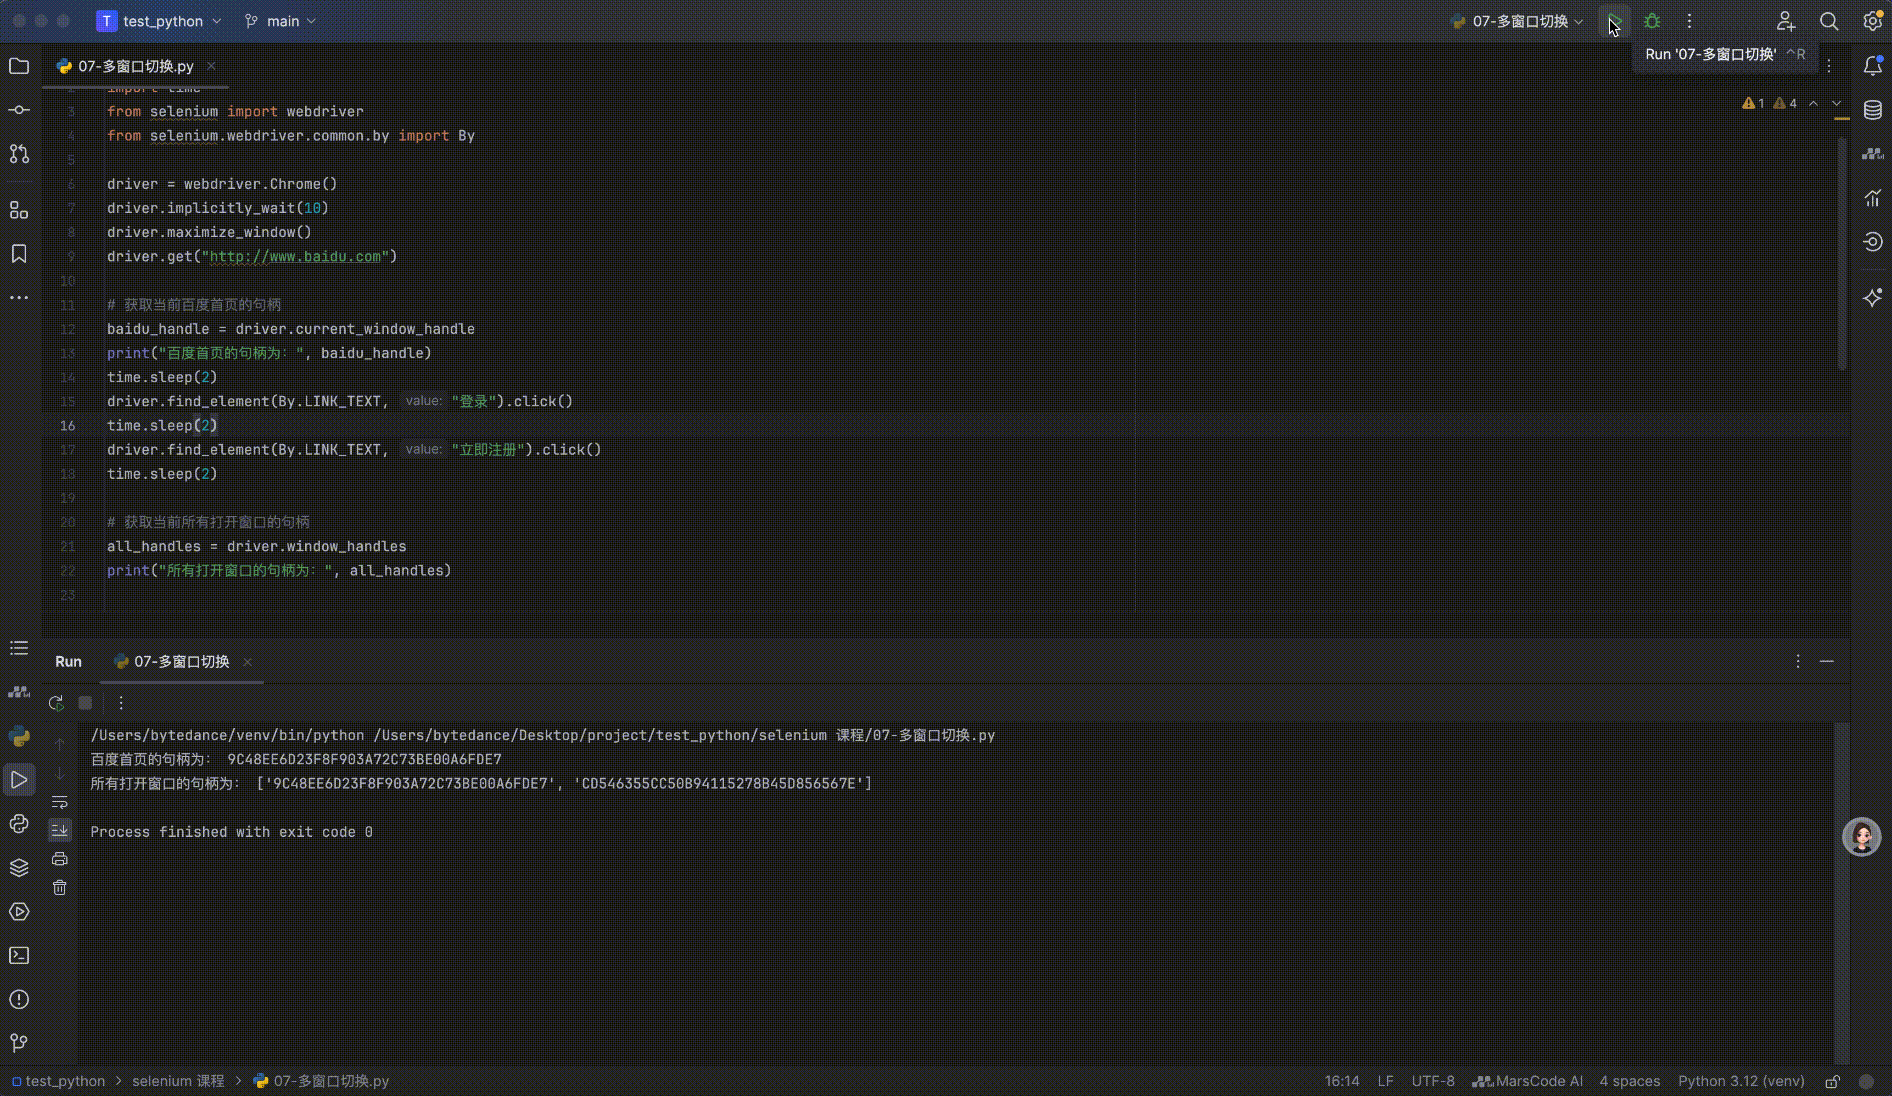 T test_python main 07-多窗口切换
07-多窗口切换.py Run '07-多窗口切换' ^R
2 import time
3 from selenium import webdriver 1 4
4 from selenium.webdriver.common.by import By
5
6 driver = webdriver.Chrome()
7 driver.implicitly_wait(10)
8 driver.maximize_window()
9 driver.get("http://www.baidu.com")
10
11 # 获取当前百度首页的句柄
12 baidu_handle = driver.current_window_handle
13 print("百度首页的句柄为：", baidu_handle)
14 time.sleep(2)
15 driver.find_element(By.LINK_TEXT, value: "登录").click()
16 time.sleep(2)
17 driver.find_element(By.LINK_TEXT, value: "立即注册").click()
18 time.sleep(2)
19
20 # 获取当前所有打开窗口的句柄
21 all_handles = driver.window_handles
22 print("所有打开窗口的句柄为：", all_handles)
23
Run 07-多窗口切换
/Users/bytedance/venv/bin/python /Users/bytedance/Desktop/project/test_python/selenium 课程/07-多窗口切换.py
百度首页的句柄为： 9C48EE6D23F8F903A72C73BE00A6FDE7
所有打开窗口的句柄为： ['9C48EE6D23F8F903A72C73BE00A6FDE7', 'CD546355CC50B94115278B45D856567E']
Process finished with exit code 0
test_python > selenium 课程 > 07-多窗口切换.py 16:14 LF UTF-8 MarsCode AI 4 spaces Python 3.12 (venv)